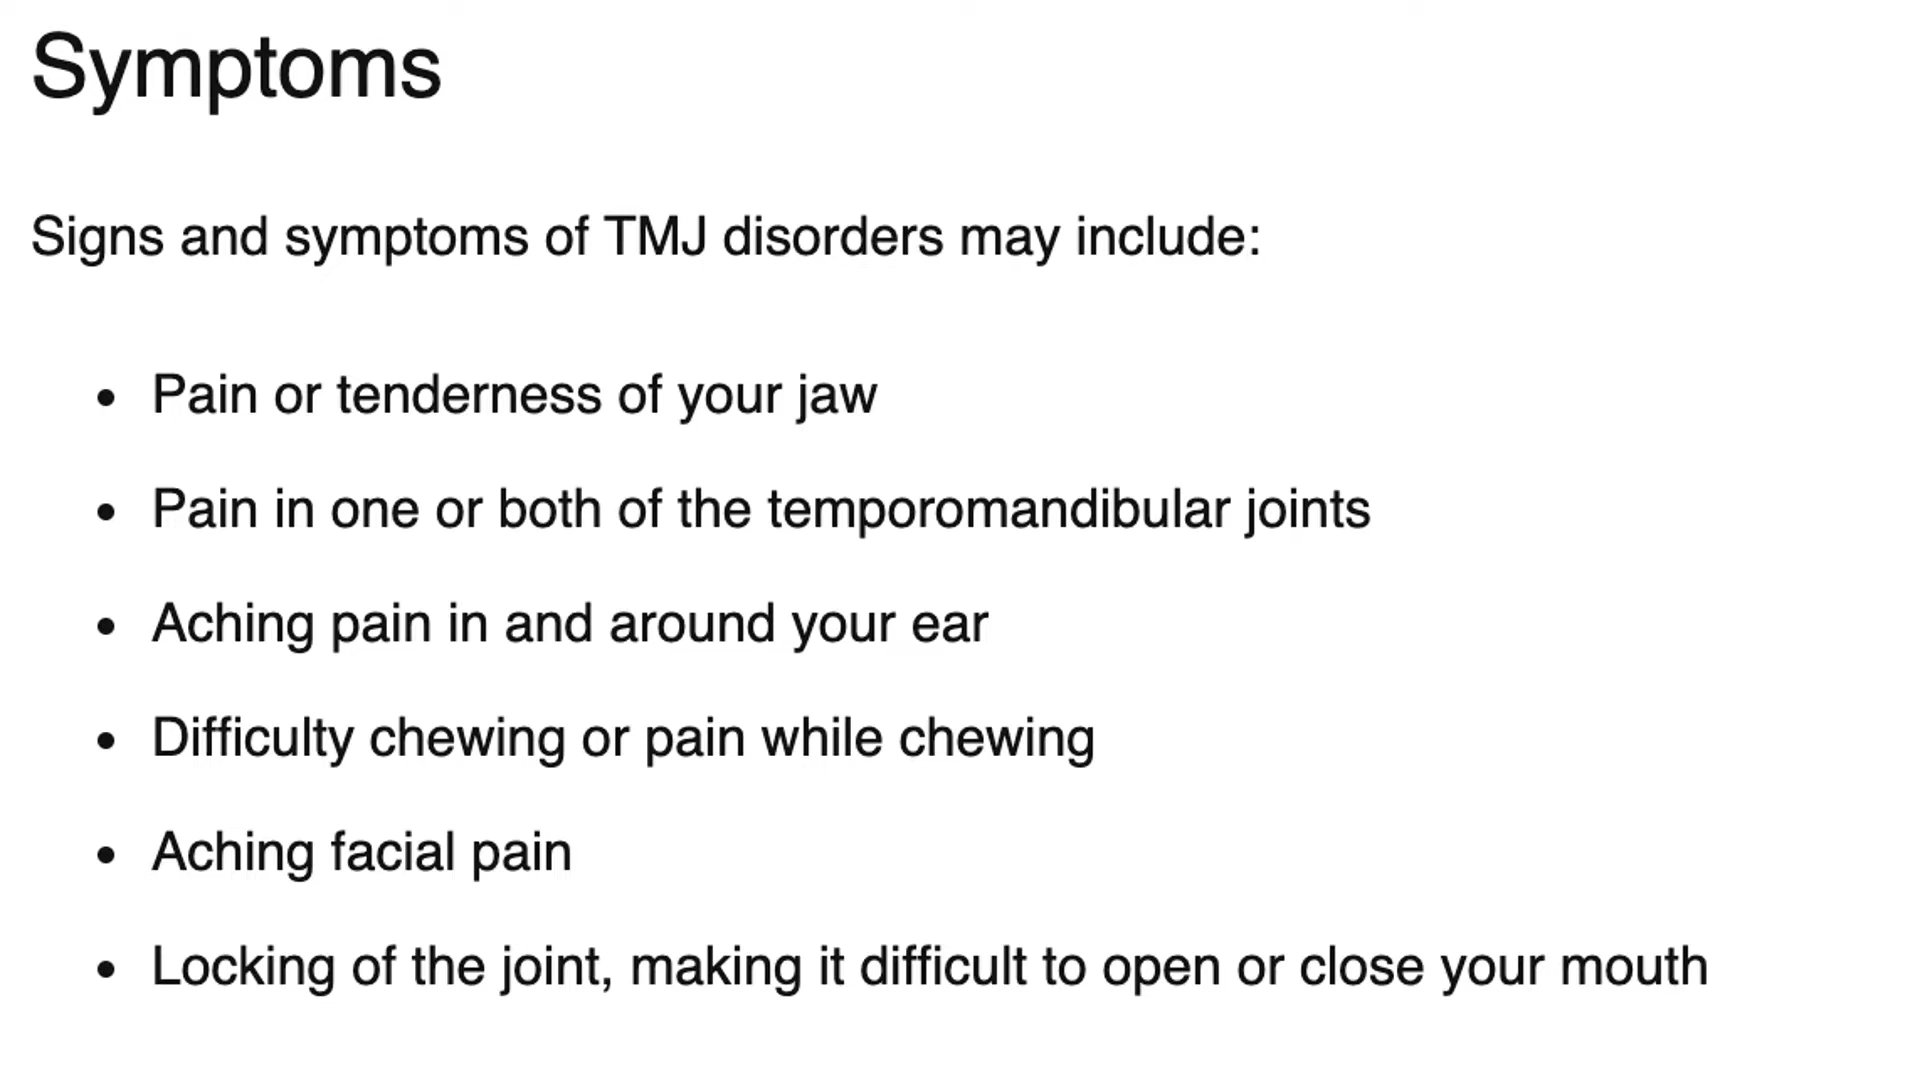 Symptoms
Signs and symptoms of TMJ disorders may include:
• Pain or tenderness of your jaw
• Pain in one or both of the temporomandibular joints
• Aching pain in and around your ear
• Difficulty chewing or pain while chewing
• Aching facial pain
• Locking of the joint, making it difficult to open or close your mouth